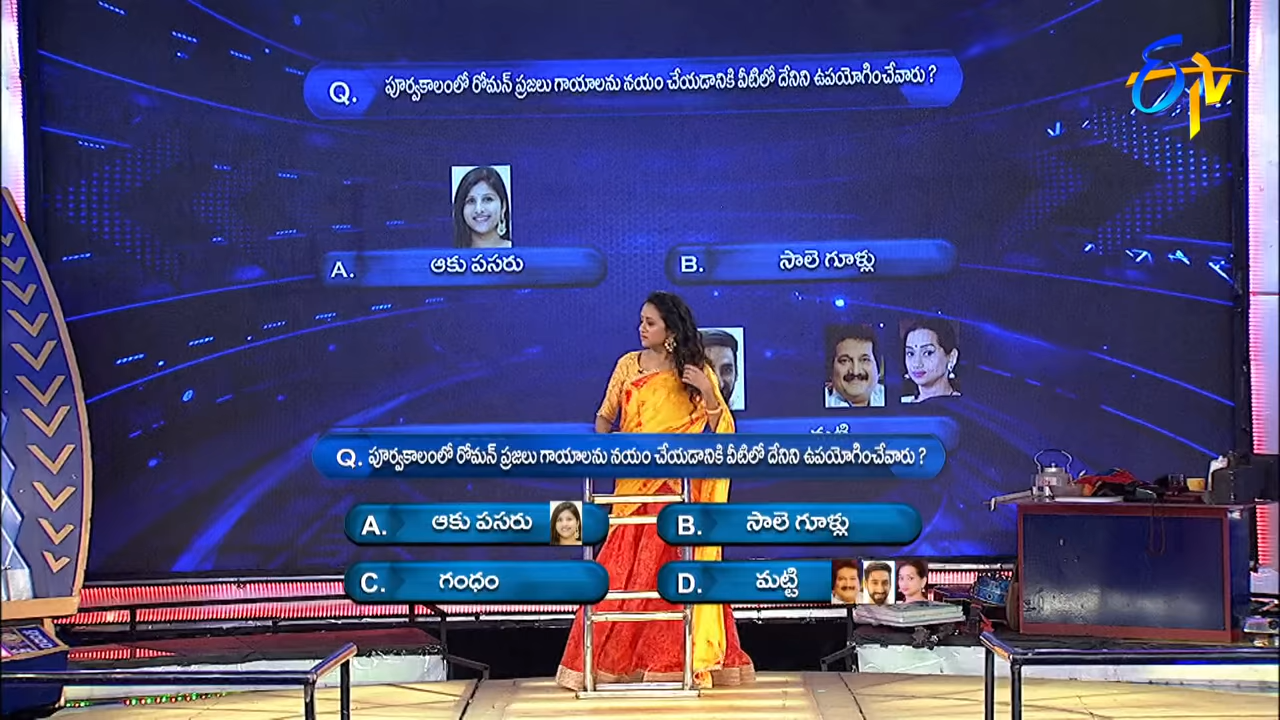 ఈtv
Q. పూర్వకాలంలో రోమన్ ప్రజలు గాయాలను నయం చేయడానికి వీటిలో దేనిని ఉపయోగించేవారు ?
A. ఆకు పసరు
B. సాలె గూళ్లు
Q. పూర్వకాలంలో రోమన్ ప్రజలు గాయాలను నయం చేయడానికి వీటిలో దేనిని ఉపయోగించేవారు ?
A. ఆకు పసరు
B. సాలె గూళ్లు
C. గంధం
D. మట్టి